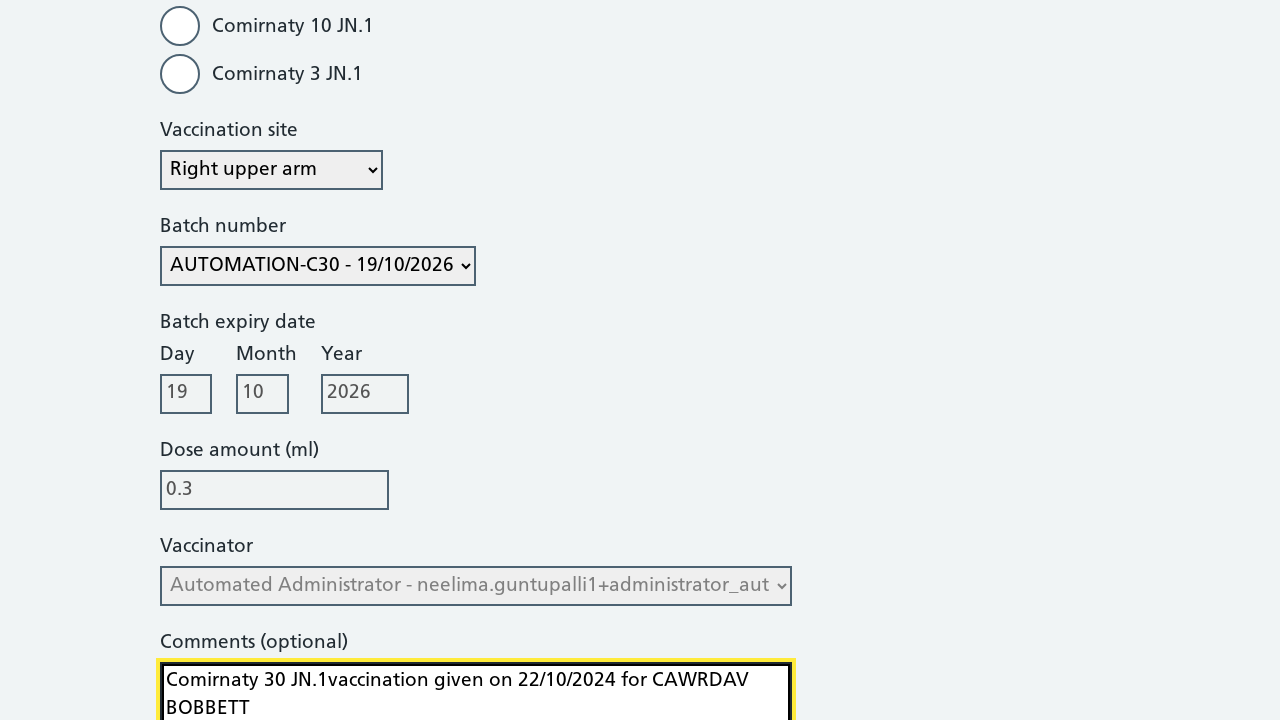 Comirnaty 10 JN.1
Comirnaty 3 JN.1
Vaccination site
Right upper arm
Batch number
AUTOMATION-C30 - 19/10/2026
Batch expiry date
Day Month Year
19 10 2026
Dose amount (ml)
0.3
Vaccinator
Automated Administrator - neelima.guntupalli1+administrator_aut
Comments (optional)
Comirnaty 30 JN.1vaccination given on 22/10/2024 for CAWRDAV
BOBBETT